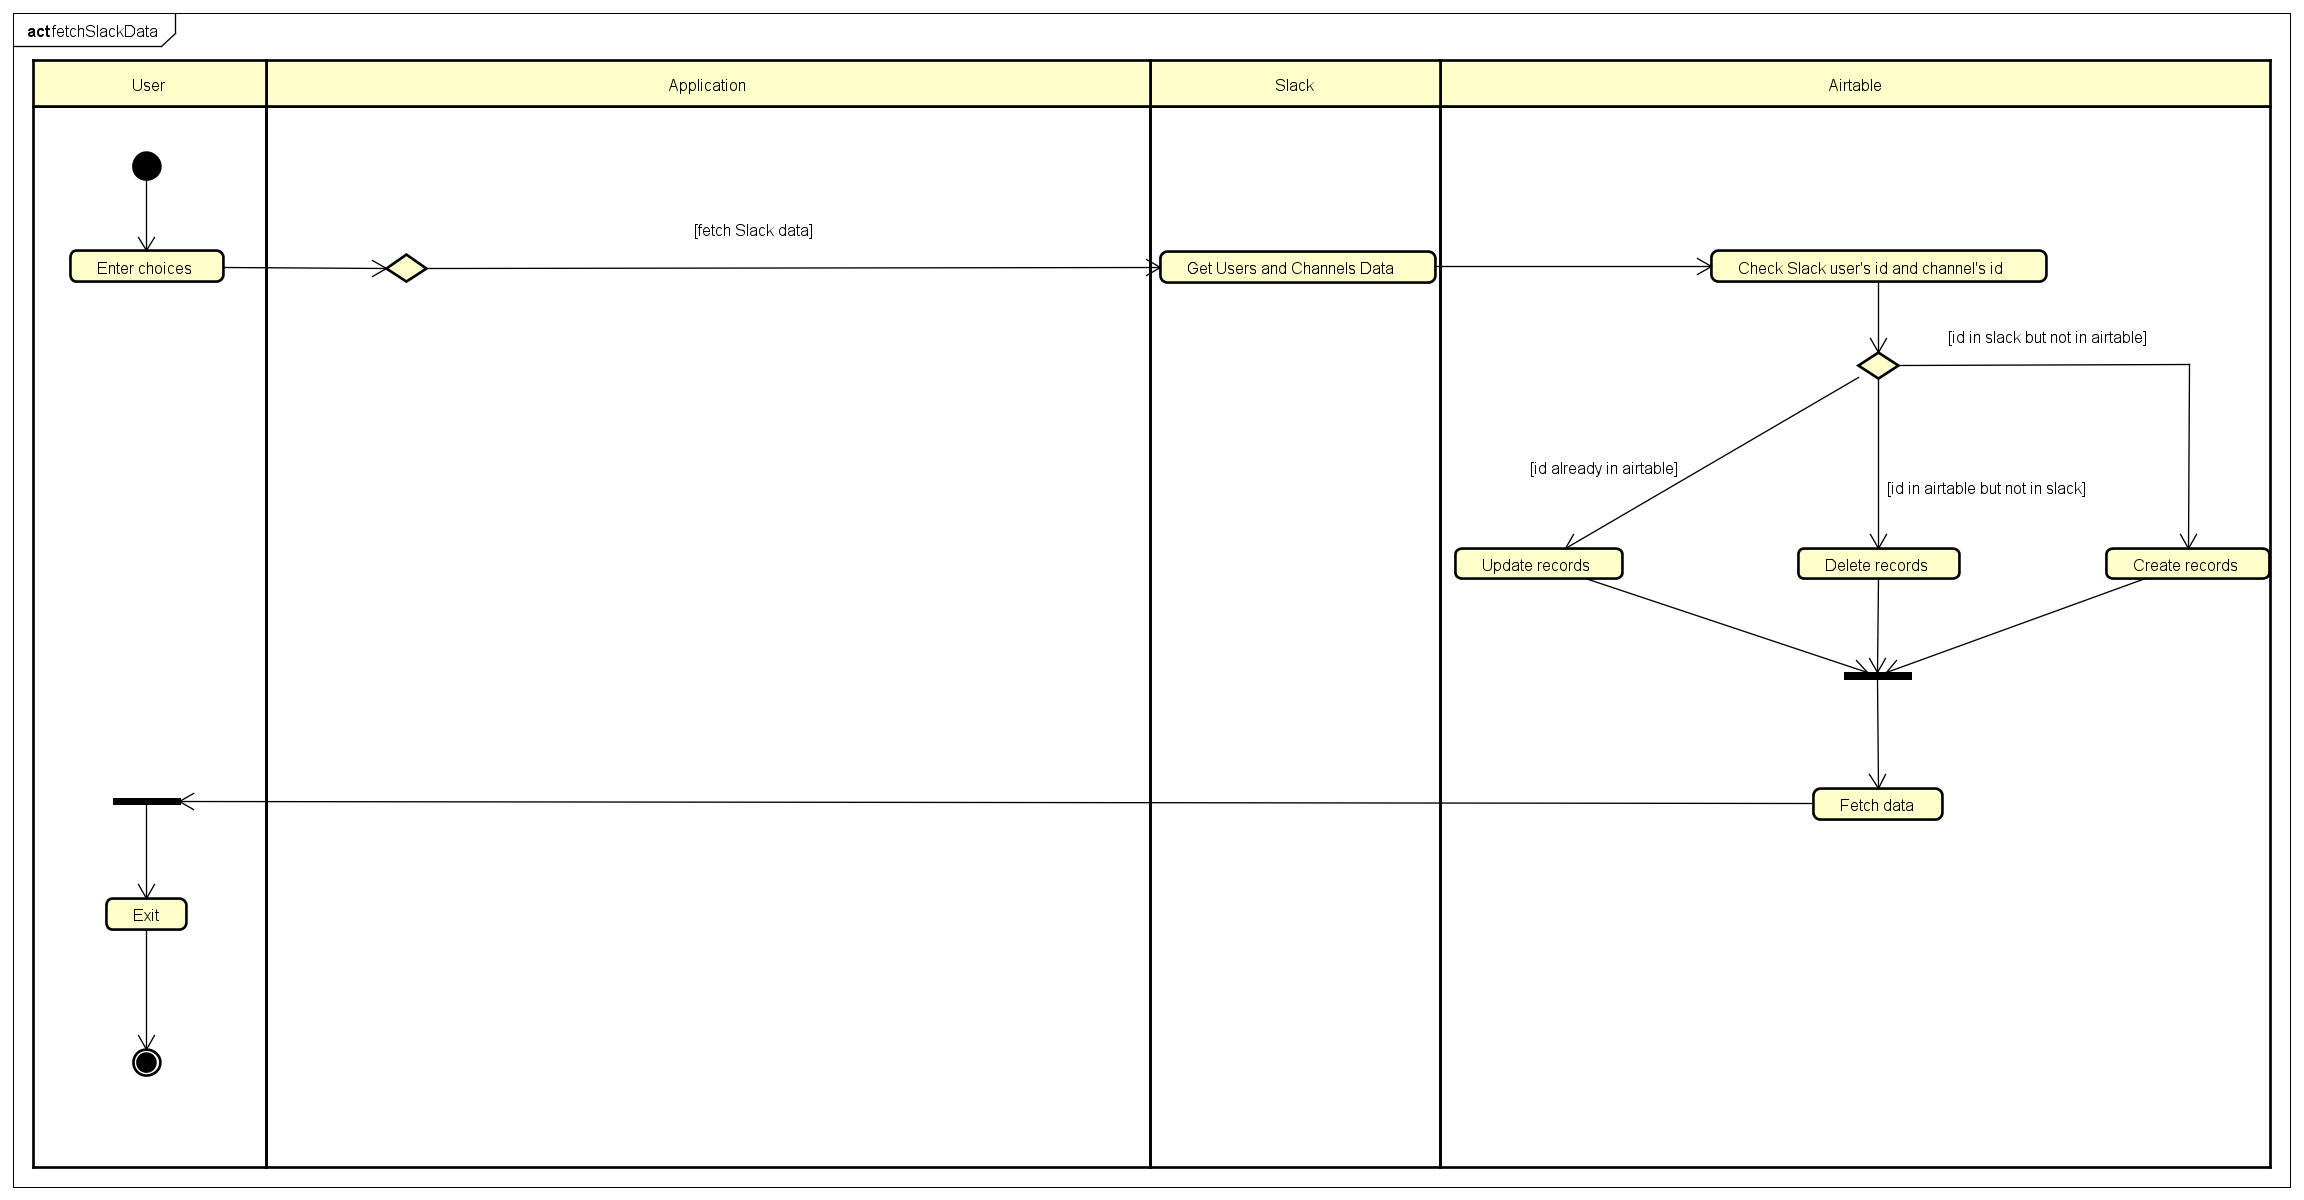 actfetchSlackData
User
Application
Slack
Airtable
[fetch Slack data]
Enter choices
Get Users and Channels Data
Check Slack user's id and channel's id
[id in slack but not in airtable]
[id already in airtable]
[id in airtable but not in slack]
Update records
Delete records
Create records
Fetch data
Exit